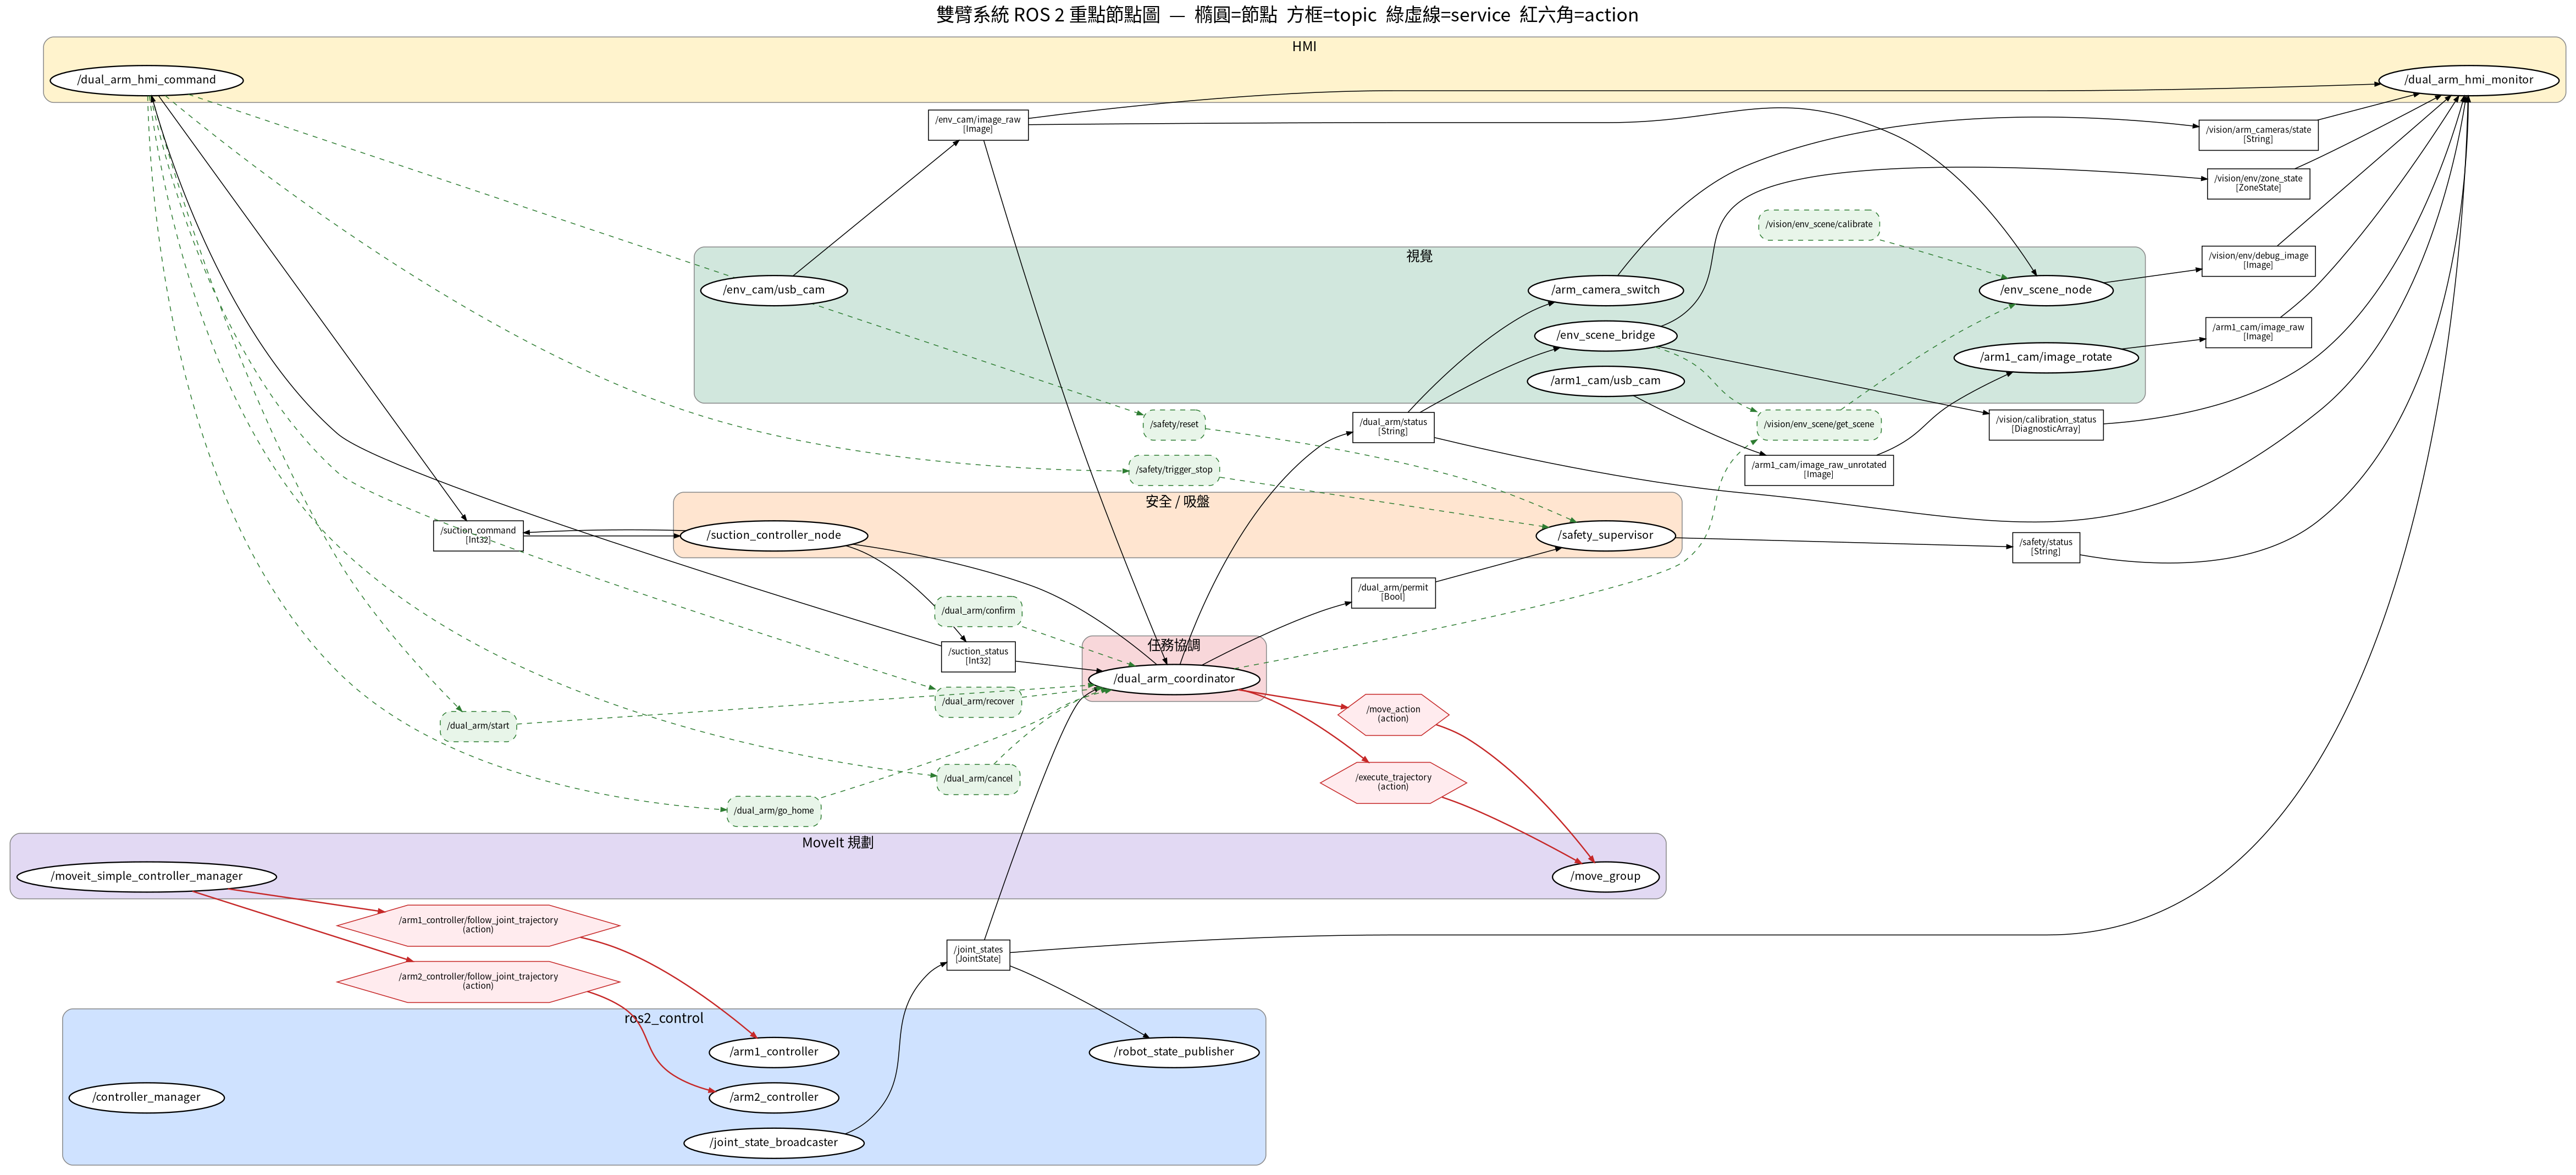 雙臂系統 ROS 2 重點節點圖 — 橢圓=節點 方框=topic 綠虛線=service 紅六角=action
HMI
/dual_arm_hmi_command
/dual_arm_hmi_monitor
/env_cam/image_raw
[Image]
/vision/arm_cameras/state
[String]
/vision/env/zone_state
[ZoneState]
/vision/env_scene/calibrate
視覺
/vision/env/debug_image
[Image]
/env_cam/usb_cam
/arm_camera_switch
/env_scene_node
/env_scene_bridge
/arm1_cam/image_raw
[Image]
/arm1_cam/image_rotate
/arm1_cam/usb_cam
/safety/reset
/dual_arm/status
[String]
/vision/env_scene/get_scene
/vision/calibration_status
[DiagnosticArray]
/safety/trigger_stop
/arm1_cam/image_raw_unrotated
[Image]
安全 / 吸盤
/suction_command
[Int32]
/suction_controller_node
/safety_supervisor
/safety/status
[String]
/dual_arm/permit
[Bool]
/dual_arm/confirm
任務協調
/suction_status
[Int32]
/dual_arm_coordinator
/dual_arm/recover
/move_action
(action)
/dual_arm/start
/dual_arm/cancel
/execute_trajectory
(action)
/dual_arm/go_home
MoveIt 規劃
/moveit_simple_controller_manager
/move_group
/arm1_controller/follow_joint_trajectory
(action)
/joint_states
[JointState]
/arm2_controller/follow_joint_trajectory
(action)
ros2_control
/arm1_controller
/robot_state_publisher
/controller_manager
/arm2_controller
/joint_state_broadcaster